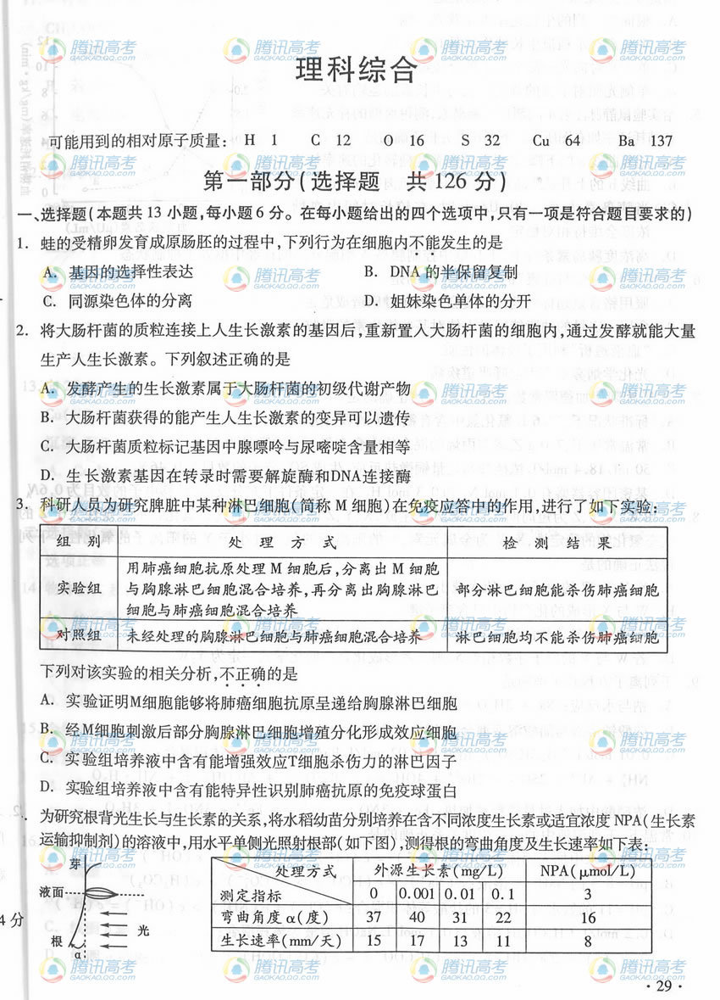 理科综合
可能用到的相对原子质量: H 1 C 12 O 16 S 32 Cu 64 Ba 137
第一部分(选择题 共126分)
一、选择题(本题共13小题,每小题6分。在每小题给出的四个选项中,只有一项是符合题目要求的)
1. 蛙的受精卵发育成原肠胚的过程中,下列行为在细胞内不能发生的是
A. 基因的选择性表达 B. DNA的半保留复制
C. 同源染色体的分离 D. 姐妹染色单体的分开
2. 将大肠杆菌的质粒连接上人生长激素的基因后,重新置入大肠杆菌的细胞内,通过发酵就能大量
生产人生长激素。下列叙述正确的是
A. 发酵产生的生长激素属于大肠杆菌的初级代谢产物
B. 大肠杆菌获得的能产生人生长激素的变异可以遗传
C. 大肠杆菌质粒标记基因中腺嘌呤与尿嘧啶含量相等
D. 生长激素基因在转录时需要解旋酶和DNA连接酶
3. 科研人员为研究脾脏中某种淋巴细胞(简称M细胞)在免疫应答中的作用,进行了如下实验:
组别 处理方式 检测结果
实验组 用肺癌细胞抗原处理M细胞后,分离出M细胞
与胸腺淋巴细胞混合培养,再分离出胸腺淋巴
细胞与肺癌细胞混合培养 部分淋巴细胞能杀伤肺癌细胞
对照组 未经处理的胸腺淋巴细胞与肺癌细胞混合培养 淋巴细胞均不能杀伤肺癌细胞
下列对该实验的相关分析,不正确的是
A. 实验证明M细胞能够将肺癌细胞抗原呈递给胸腺淋巴细胞
B. 经M细胞刺激后部分胸腺淋巴细胞增殖分化形成效应细胞
C. 实验组培养液中含有能增强效应T细胞杀伤力的淋巴因子
D. 实验组培养液中含有能特异性识别肺癌抗原的免疫球蛋白
. 为研究根背光生长与生长素的关系,将水稻幼苗分别培养在含不同浓度生长素或适宜浓度NPA(生长素
运输抑制剂)的溶液中,用水平单侧光照射根部(如下图),测得根的弯曲角度及生长速率如下表:
芽
液面
光
根 α
处理方式 外源生长素(mg/L) NPA(μmol/L)
测定指标 0 0.001 0.01 0.1 3
弯曲角度α(度) 37 40 31 22 16
生长速率(mm/天) 15 17 13 11 8
4分
·29·
腾讯高考
GAOKAO.QQ.COM